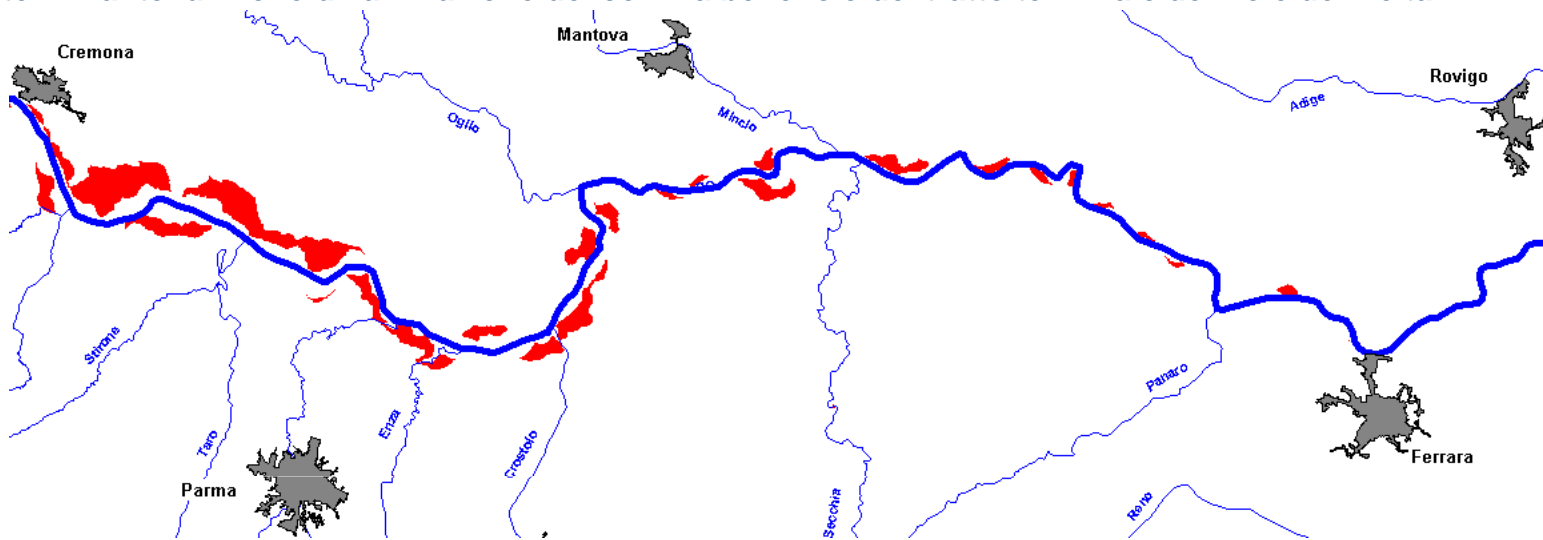 Cremona
Mantova
Rovigo
Oglio
Mincio
Adige
Stirone
Taro
Enza
Crostolo
Secchia
Panaro
Reno
Parma
Ferrara